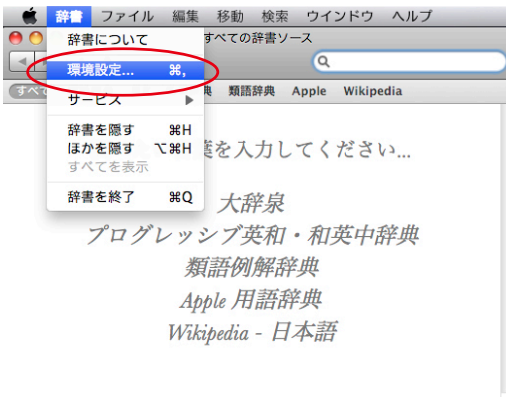 辞書 ファイル 編集 移動 検索 ウインドウ ヘルプ
辞書について
すべての辞書ソース
環境設定... ⌘,
類語辞典 Apple Wikipedia
サービス ▶
辞書を隠す ⌘H
ほかを隠す ⌥⌘H
すべてを表示
辞書を終了 ⌘Q
を入力してください...
大辞泉
プログレッシブ英和・和英中辞典
類語例解辞典
Apple 用語辞典
Wikipedia - 日本語